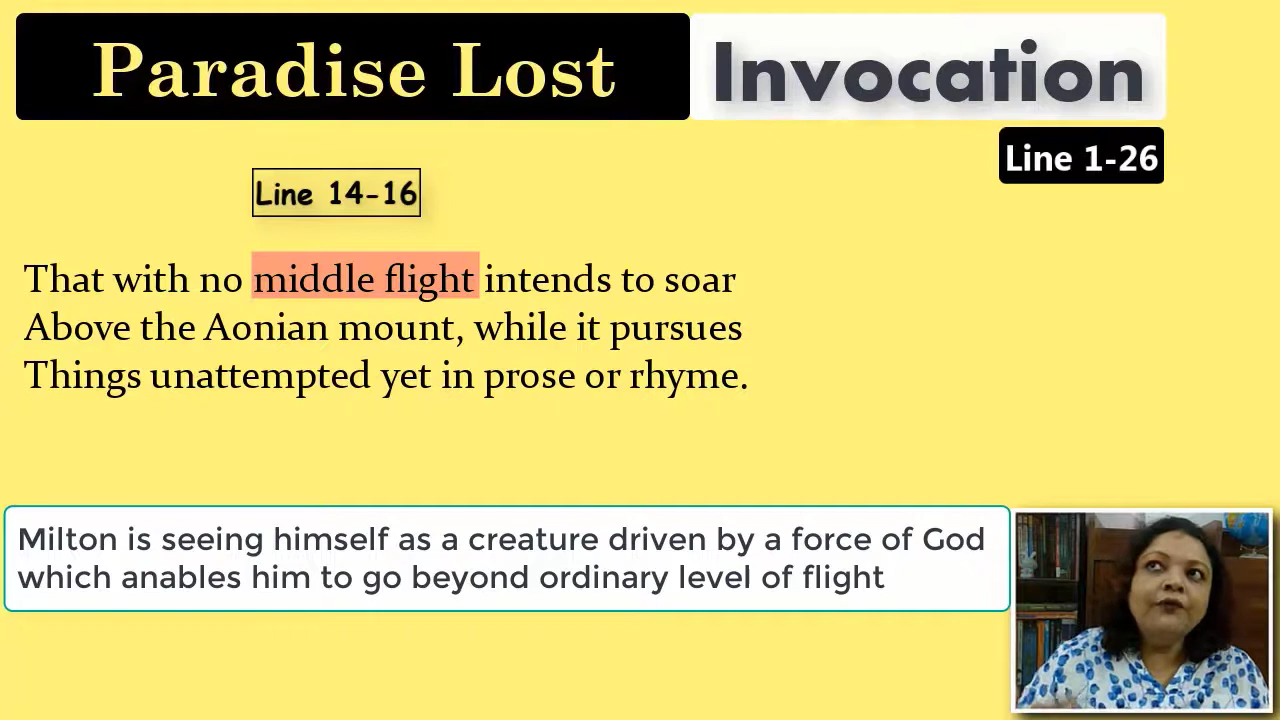 Paradise Lost Invocation
Line 1-26
Line 14-16
That with no middle flight intends to soar
Above the Aonian mount, while it pursues
Things unattempted yet in prose or rhyme.
Milton is seeing himself as a creature driven by a force of God
which anables him to go beyond ordinary level of flight